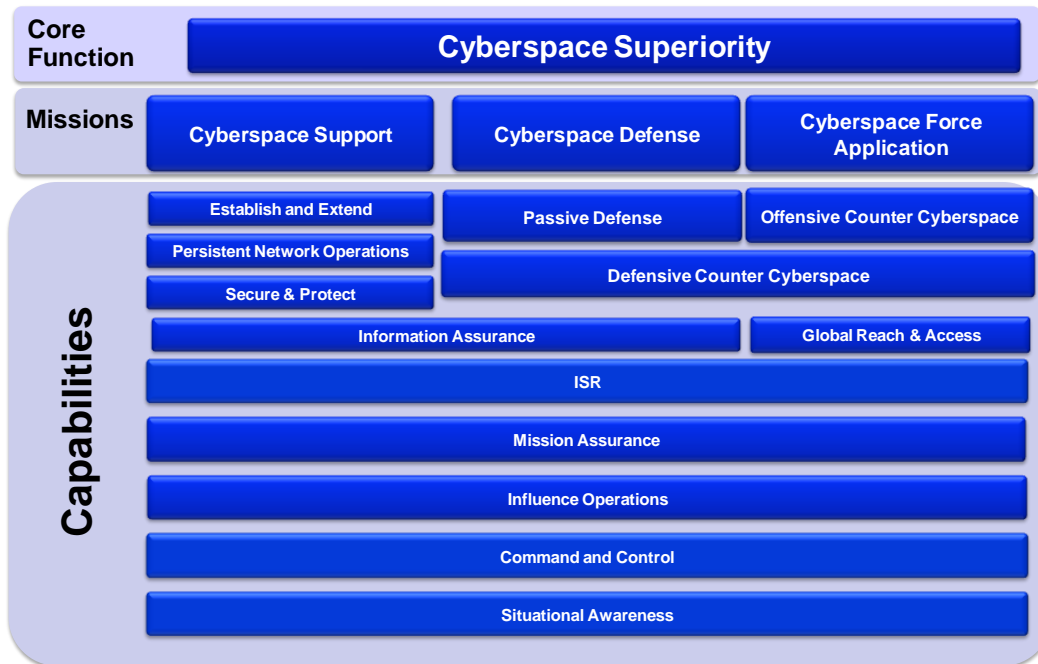 Core
Function
Cyberspace Superiority
Missions
Cyberspace Support
Cyberspace Defense
Cyberspace Force
Application
Capabilities
Establish and Extend
Passive Defense
Offensive Counter Cyberspace
Persistent Network Operations
Defensive Counter Cyberspace
Secure & Protect
Information Assurance
Global Reach & Access
ISR
Mission Assurance
Influence Operations
Command and Control
Situational Awareness